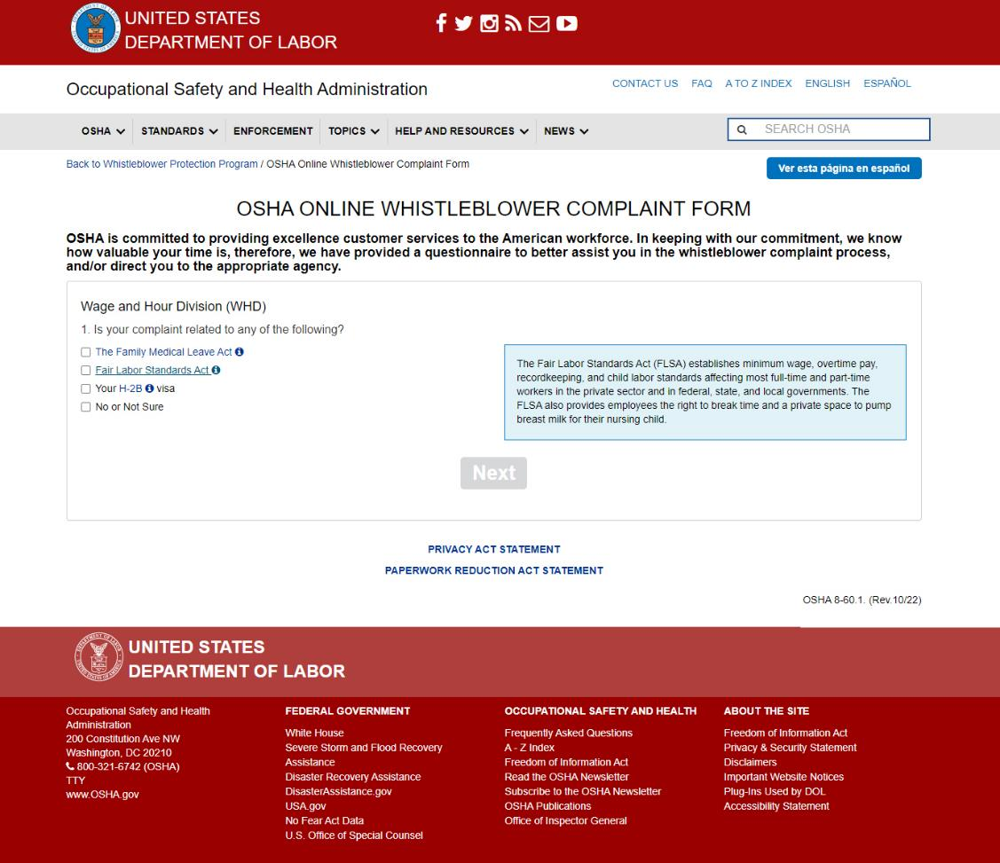 UNITED STATES
DEPARTMENT OF LABOR
Occupational Safety and Health Administration
CONTACT US FAQ A TO Z INDEX ENGLISH ESPAÑOL
OSHA STANDARDS ENFORCEMENT TOPICS HELP AND RESOURCES NEWS SEARCH OSHA
Back to Whistleblower Protection Program / OSHA Online Whistleblower Complaint Form
Ver esta página en español
OSHA ONLINE WHISTLEBLOWER COMPLAINT FORM
OSHA is committed to providing excellence customer services to the American workforce. In keeping with our commitment, we know
how valuable your time is, therefore, we have provided a questionnaire to better assist you in the whistleblower complaint process,
and/or direct you to the appropriate agency.
Wage and Hour Division (WHD)
1. Is your complaint related to any of the following?
The Family Medical Leave Act
Fair Labor Standards Act
Your H-2B visa
No or Not Sure
The Fair Labor Standards Act (FLSA) establishes minimum wage, overtime pay,
recordkeeping, and child labor standards affecting most full-time and part-time
workers in the private sector and in federal, state, and local governments. The
FLSA also provides employees the right to break time and a private space to pump
breast milk for their nursing child.
Next
PRIVACY ACT STATEMENT
PAPERWORK REDUCTION ACT STATEMENT
OSHA 8-60.1. (Rev.10/22)
UNITED STATES
DEPARTMENT OF LABOR
Occupational Safety and Health
Administration
200 Constitution Ave NW
Washington, DC 20210
800-321-6742 (OSHA)
TTY
www.OSHA.gov
FEDERAL GOVERNMENT
White House
Severe Storm and Flood Recovery
Assistance
Disaster Recovery Assistance
DisasterAssistance.gov
USA.gov
No Fear Act Data
U.S. Office of Special Counsel
OCCUPATIONAL SAFETY AND HEALTH
Frequently Asked Questions
A - Z Index
Freedom of Information Act
Read the OSHA Newsletter
Subscribe to the OSHA Newsletter
OSHA Publications
Office of Inspector General
ABOUT THE SITE
Freedom of Information Act
Privacy & Security Statement
Disclaimers
Important Website Notices
Plug-Ins Used by DOL
Accessibility Statement